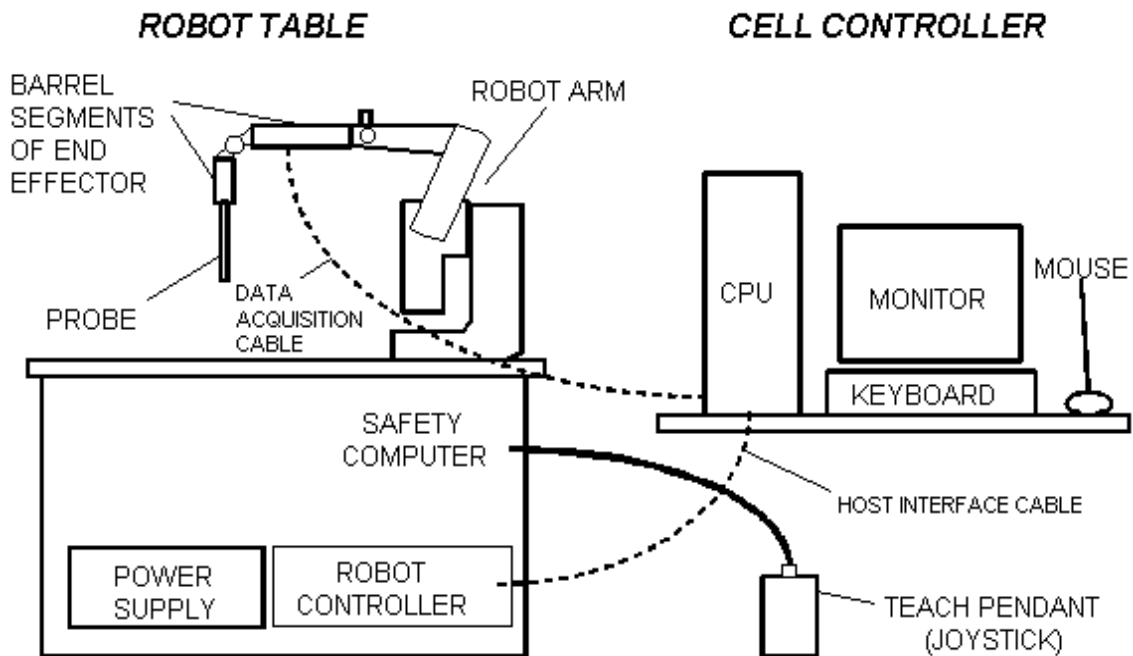 ROBOT TABLE
CELL CONTROLLER
BARREL
SEGMENTS
OF END
EFFECTOR
ROBOT ARM
PROBE
DATA
ACQUISITION
CABLE
CPU
MONITOR
MOUSE
KEYBOARD
SAFETY
COMPUTER
HOST INTERFACE CABLE
POWER
SUPPLY
ROBOT
CONTROLLER
TEACH PENDANT
(JOYSTICK)